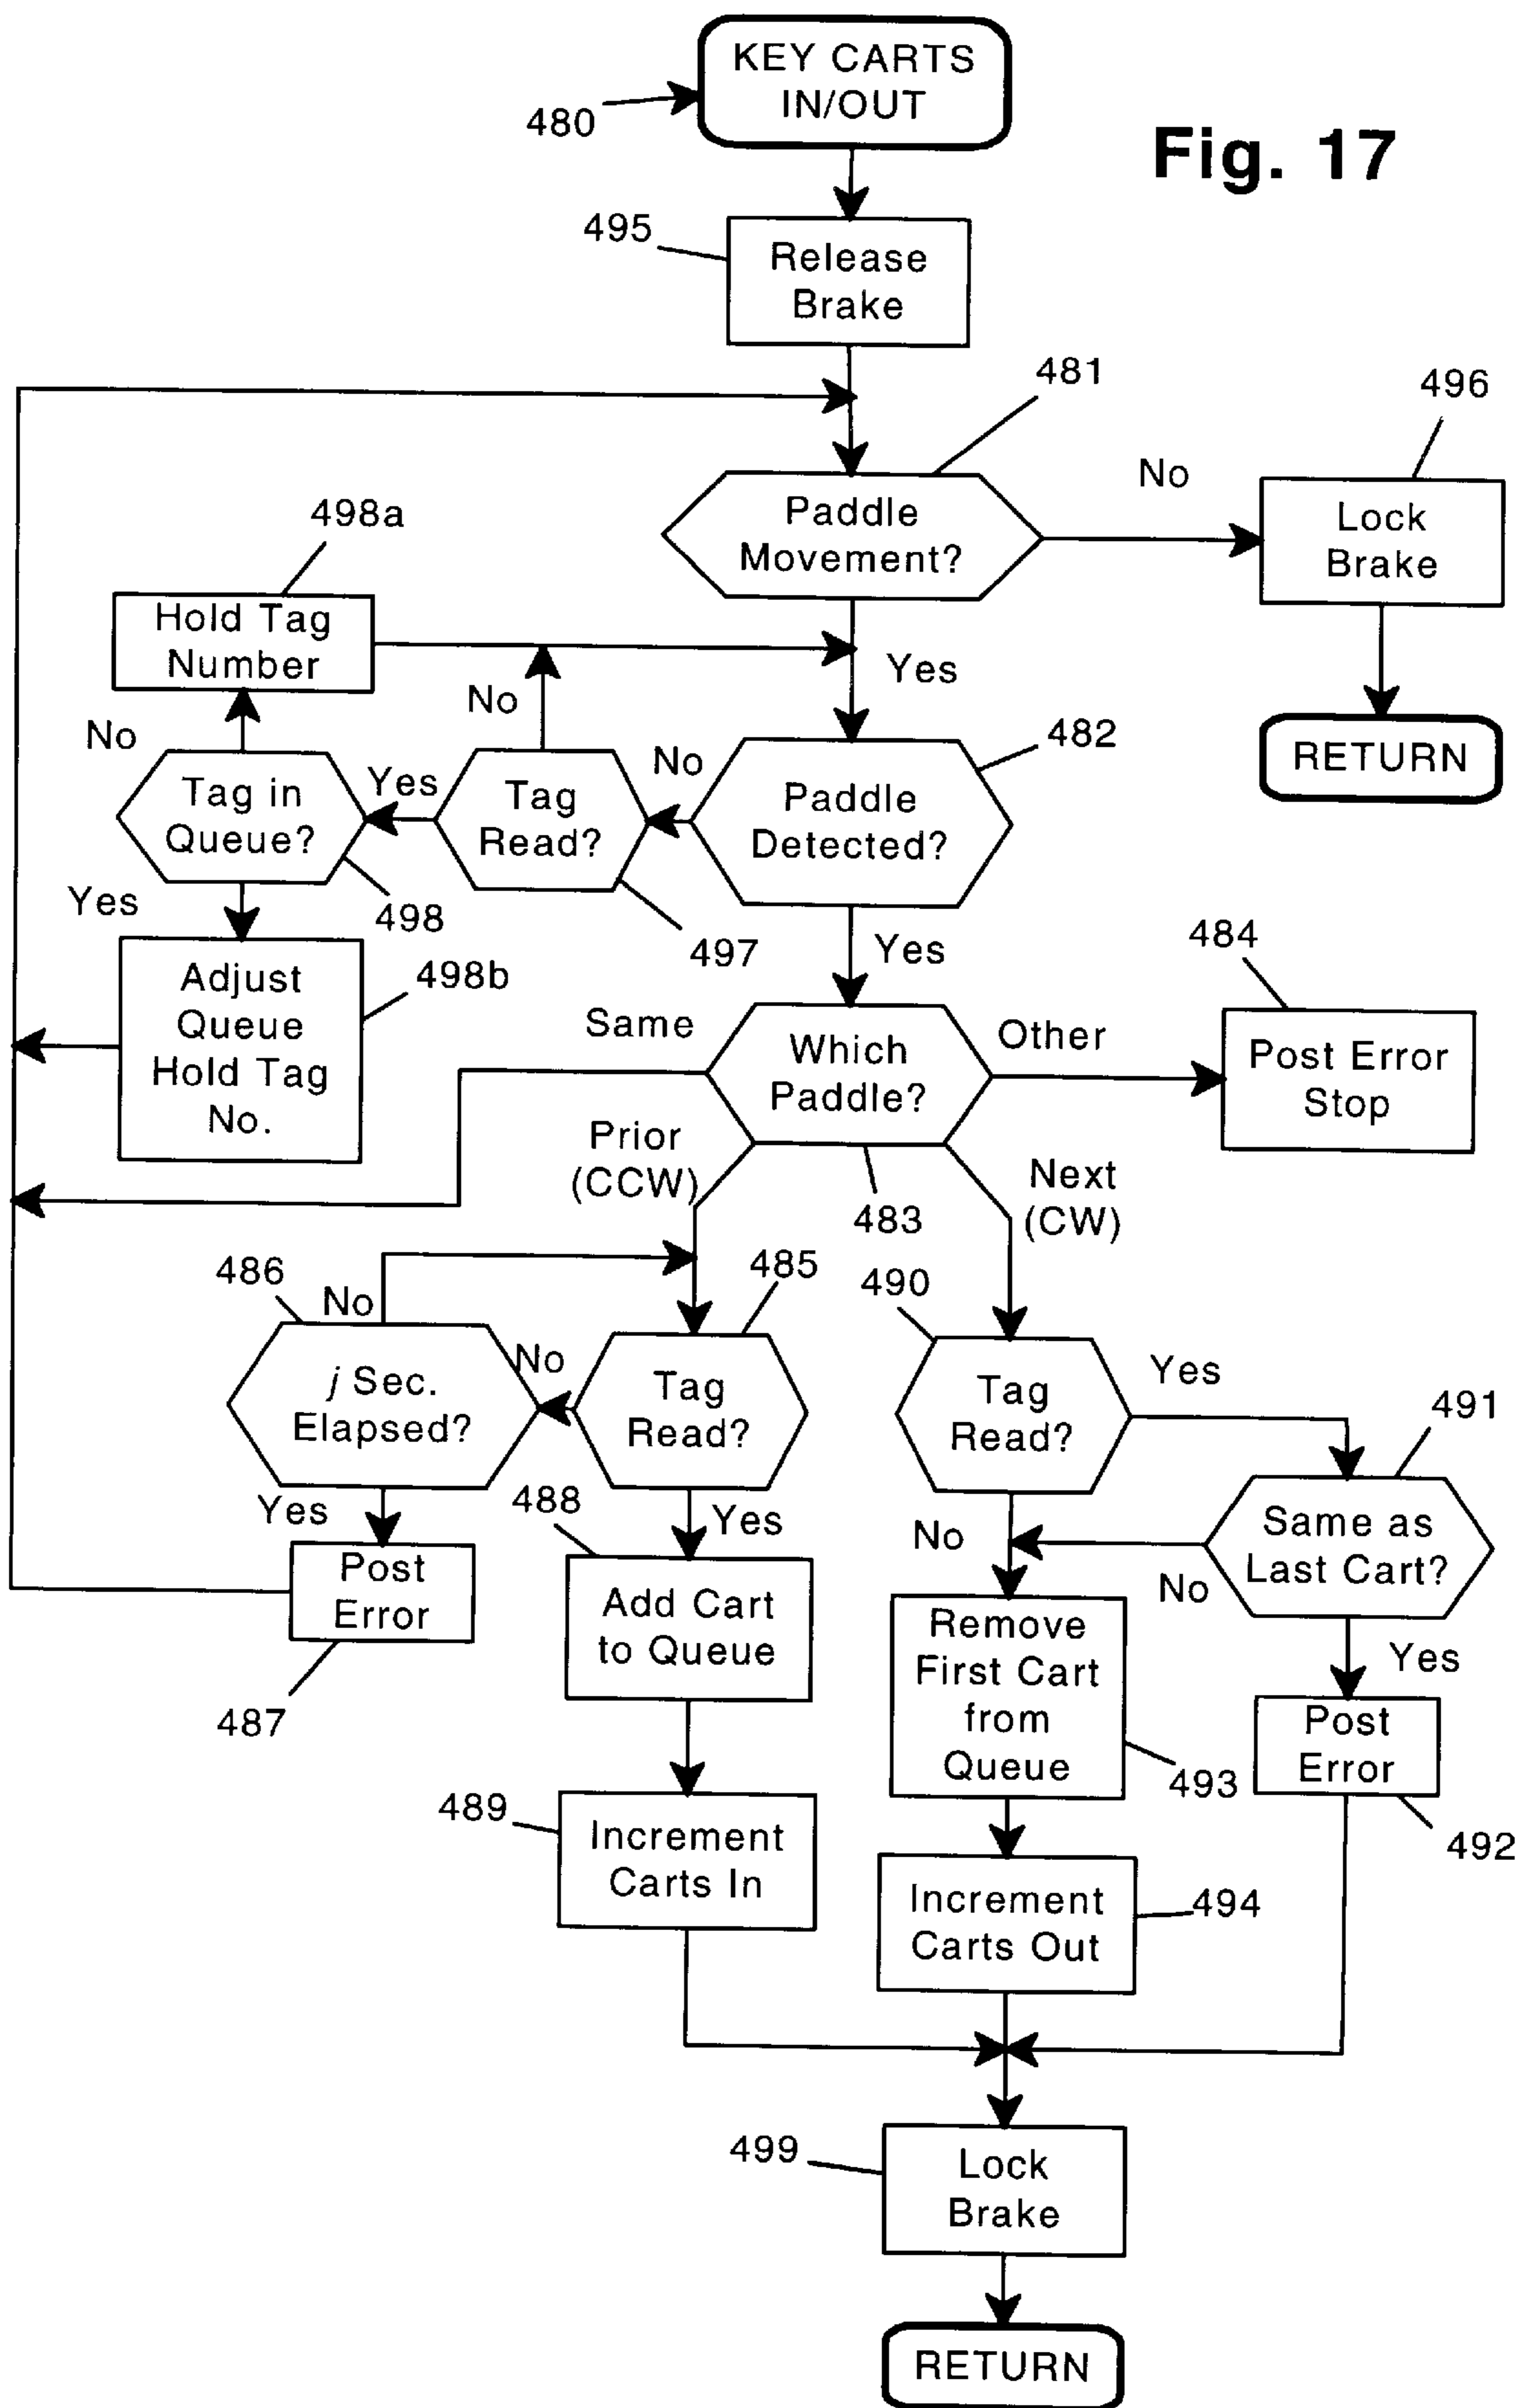 KEY CARTS
IN/OUT
480
Fig. 17
495
Release
Brake
481
496
Paddle
Movement?
No
Lock
Brake
498a
Hold Tag
Number
Yes
RETURN
No
No
482
Tag in
Queue?
Yes
Tag
Read?
No
Paddle
Detected?
Yes
498
497
Yes
484
Adjust
Queue
Hold Tag
No.
498b
Same
Which
Paddle?
Other
Post Error
Stop
Prior
(CCW)
483
Next
(CW)
486
No
485
490
j Sec.
Elapsed?
No
Tag
Read?
Tag
Read?
Yes
491
Yes
488
Yes
No
Same as
Last Cart?
No
Post
Error
487
Add Cart
to Queue
Remove
First Cart
from
Queue
493
Yes
Post
Error
492
489
Increment
Carts In
Increment
Carts Out
494
499
Lock
Brake
RETURN